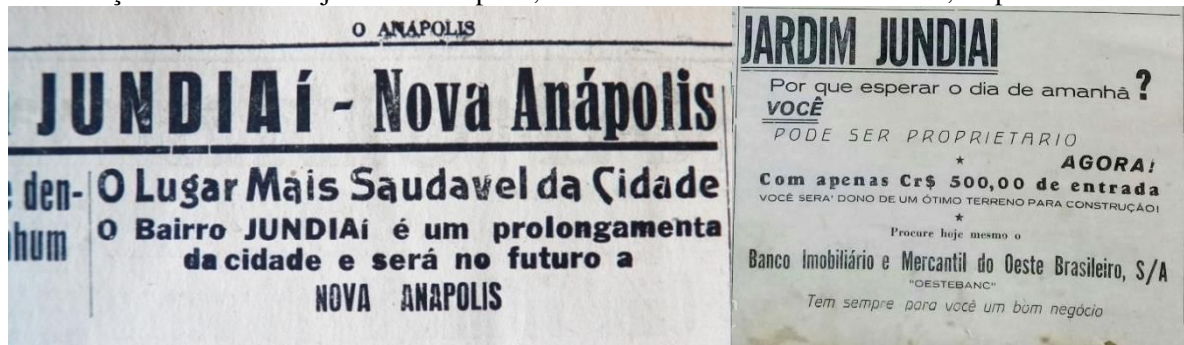 O ANÁPOLIS
JUNDIAí - Nova Anápolis
den-
hum
O Lugar Mais Saudavel da Cidade
O Bairro JUNDIAí é um prolongamenta
da cidade e será no futuro a
NOVA ANAPOLIS
JARDIM JUNDIAI
Por que esperar o dia de amanhã ?
VOCÊ
PODE SER PROPRIETARIO
*
AGORA!
Com apenas Cr$ 500,00 de entrada
VOCÊ SERA' DONO DE UM ÓTIMO TERRENO PARA CONSTRUÇÃO!
*
Procure hoje mesmo o
Banco Imobiliário e Mercantil do Oeste Brasileiro, S/A
"OESTEBANC"
Tem sempre para você um bom negócio